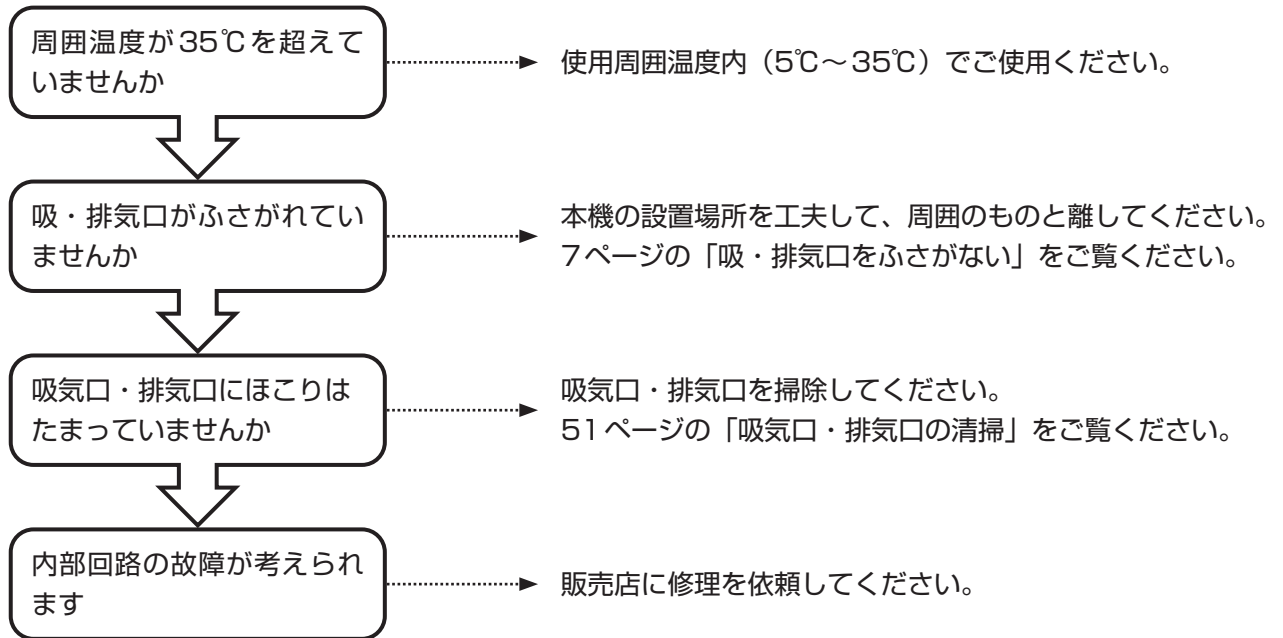 周囲温度が35℃を超えて
いませんか
使用周囲温度内（5℃～35℃）でご使用ください。
吸・排気口がふさがれてい
ませんか
本機の設置場所を工夫して、周囲のものと離してください。
7ページの「吸・排気口をふさがない」をご覧ください。
吸気口・排気口にほこりは
たまっていませんか
吸気口・排気口を掃除してください。
51ページの「吸気口・排気口の清掃」をご覧ください。
内部回路の故障が考えられ
ます
販売店に修理を依頼してください。